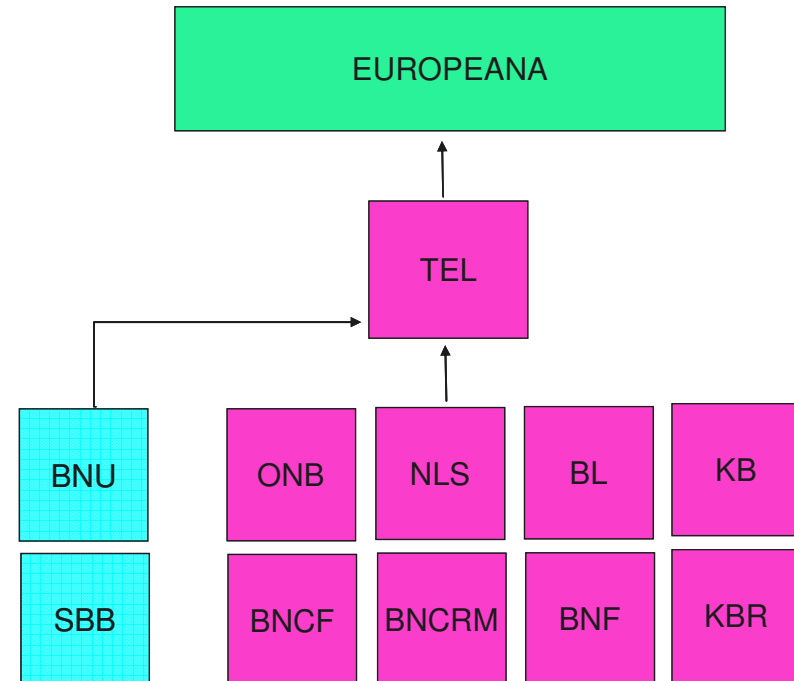 EUROPEANA
TEL
BNU
ONB
NLS
BL
KB
SBB
BNCF
BNCRM
BNF
KBR